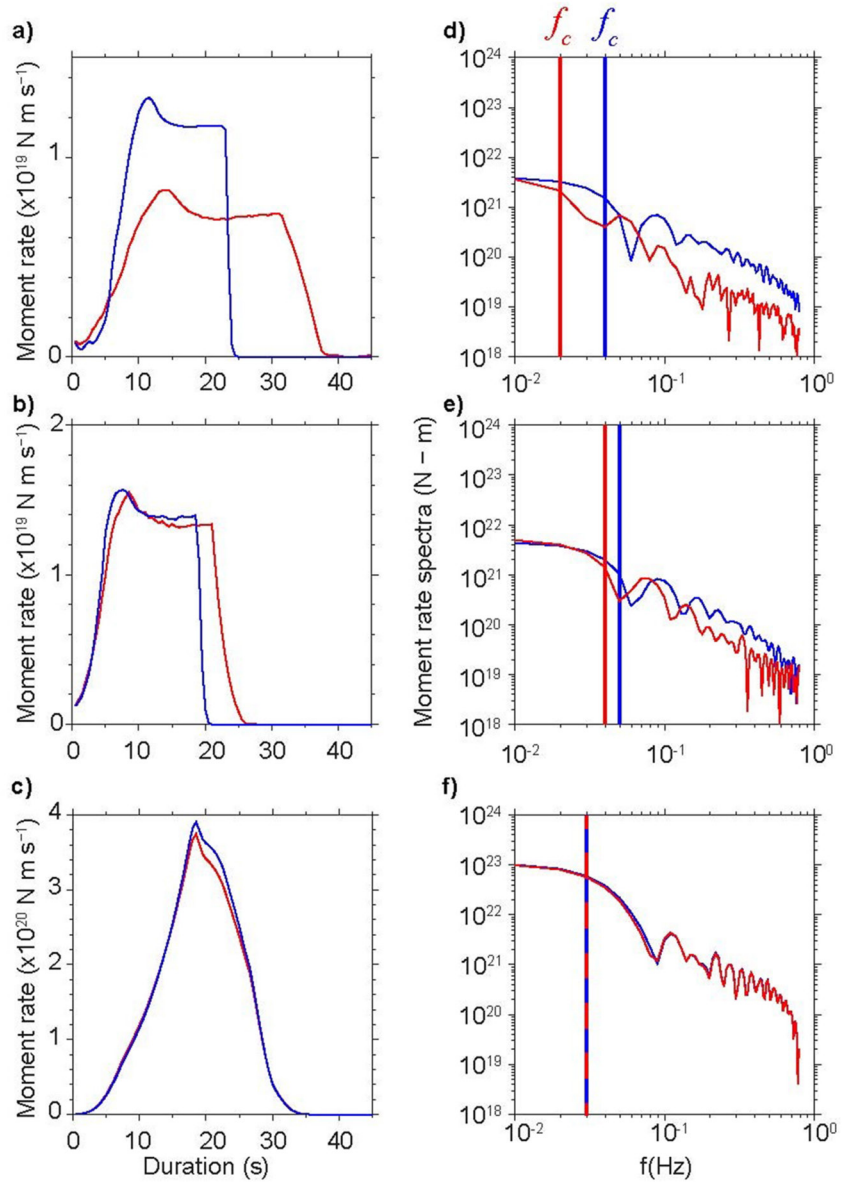 a)
Moment rate (x10¹⁹ N m s⁻¹)
1
0
0 10 20 30 40
b)
Moment rate (x10¹⁹ N m s⁻¹)
2
1
0
0 10 20 30 40
c)
Moment rate (x10²⁰ N m s⁻¹)
4
3
2
1
0
0 10 20 30 40
Duration (s)
d)
f_c f_c
10²⁴
10²³
10²²
10²¹
10²⁰
10¹⁹
10¹⁸
10⁻² 10⁻¹ 10⁰
e)
Moment rate spectra (N – m)
10²⁴
10²³
10²²
10²¹
10²⁰
10¹⁹
10¹⁸
10⁻² 10⁻¹ 10⁰
f)
10²⁴
10²³
10²²
10²¹
10²⁰
10¹⁹
10¹⁸
10⁻² 10⁻¹ 10⁰
f(Hz)